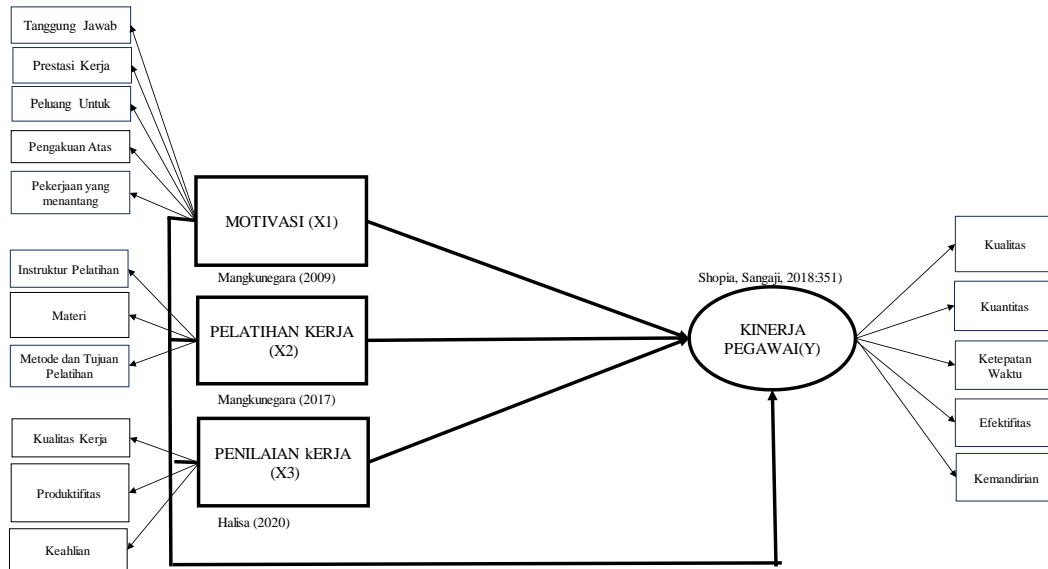 Tanggung Jawab
Prestasi Kerja
Peluang Untuk
Pengakuan Atas
Pekerjaan yang
menantang
MOTIVASI (X1)
Mangkunegara (2009)
Instruktur Pelatihan
Materi
Metode dan Tujuan
Pelatihan
PELATIHAN KERJA
(X2)
Mangkunegara (2017)
Kualitas Kerja
Produktifitas
Keahlian
PENILAIAN kERJA
(X3)
Halisa (2020)
Shopia, Sangaji, 2018:351)
KINERJA
PEGAWAI(Y)
Kualitas
Kuantitas
Ketepatan
Waktu
Efektifitas
Kemandirian